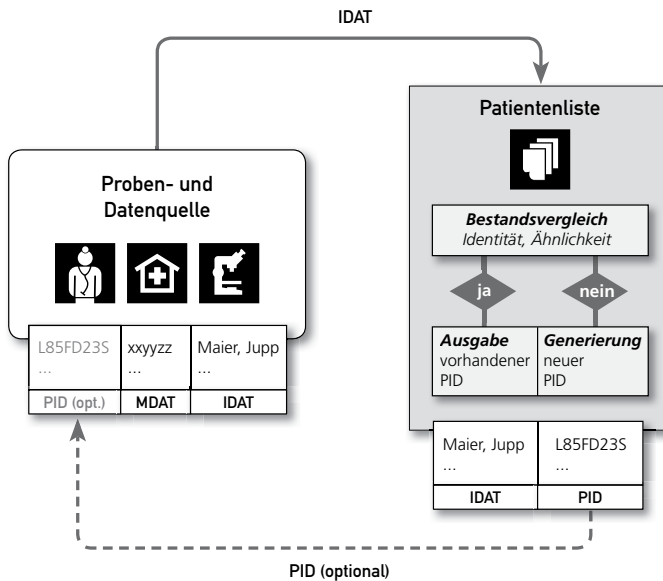 IDAT
Patientenliste
Proben- und
Datenquelle
Bestandsvergleich
Identität, Ähnlichkeit
ja
nein
Ausgabe
vorhandener
PID
Generierung
neuer
PID
L85FD23S
...
xxyyzz
...
Maier, Jupp
...
PID (opt.)
MDAT
IDAT
Maier, Jupp
...
L85FD23S
...
IDAT
PID
PID (optional)